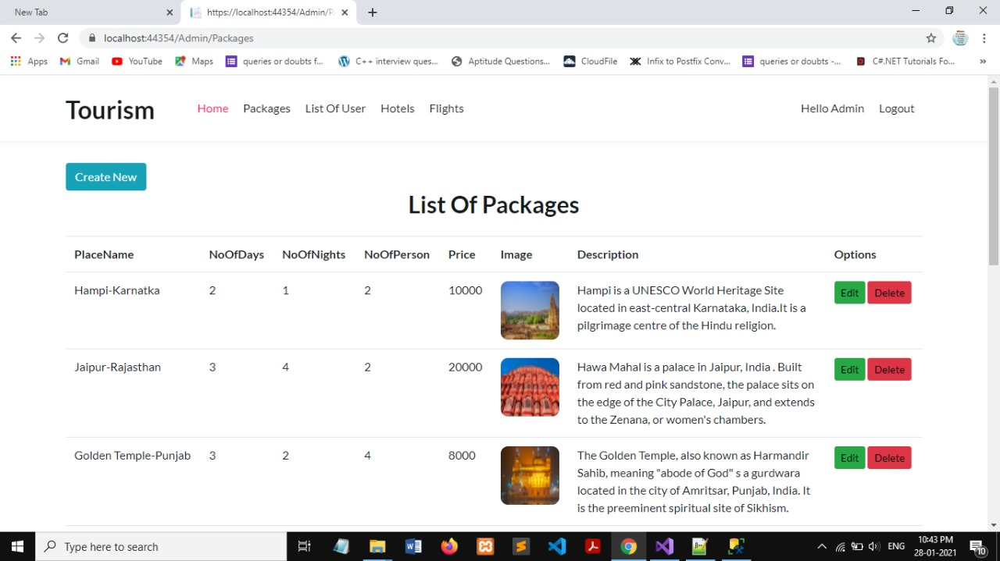 New Tab
https://localhost:44354/Admin/Pa
localhost:44354/Admin/Packages
Apps Gmail YouTube Maps queries or doubts f... C++ interview ques... Aptitude Questions... CloudFile Infix to Postfix Conv... queries or doubts -... C#.NET Tutorials Fo... »
Tourism Home Packages List Of User Hotels Flights Hello Admin Logout
Create New
List Of Packages
PlaceName NoOfDays NoOfNights NoOfPerson Price Image Description Options
Hampi-Karnatka 2 1 2 10000 Hampi is a UNESCO World Heritage Site Edit Delete
located in east-central Karnataka, India.It is a
pilgrimage centre of the Hindu religion.
Jaipur-Rajasthan 3 4 2 20000 Hawa Mahal is a palace in Jaipur, India . Built Edit Delete
from red and pink sandstone, the palace sits on
the edge of the City Palace, Jaipur, and extends
to the Zenana, or women's chambers.
Golden Temple-Punjab 3 2 4 8000 The Golden Temple, also known as Harmandir Edit Delete
Sahib, meaning "abode of God" s a gurdwara
located in the city of Amritsar, Punjab, India. It
is the preeminent spiritual site of Sikhism.
Type here to search ENG 10:43 PM
28-01-2021 10